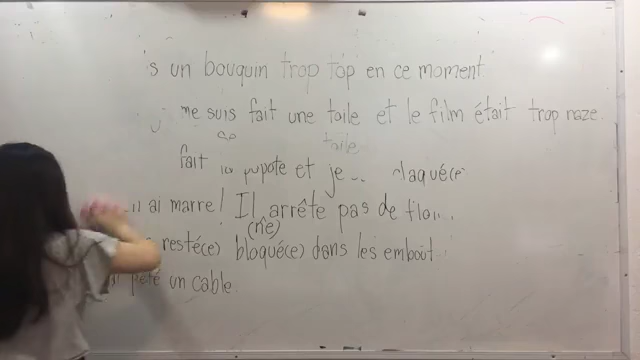 's un bouquin trop top en ce moment
j' me suis fait une toile et le film était trop naze
toile
fait la popote et je claqué(e
ai marre! Il arrête pas de
(ne)
resté(e) bloqué(e) dans les embout
pété un cable